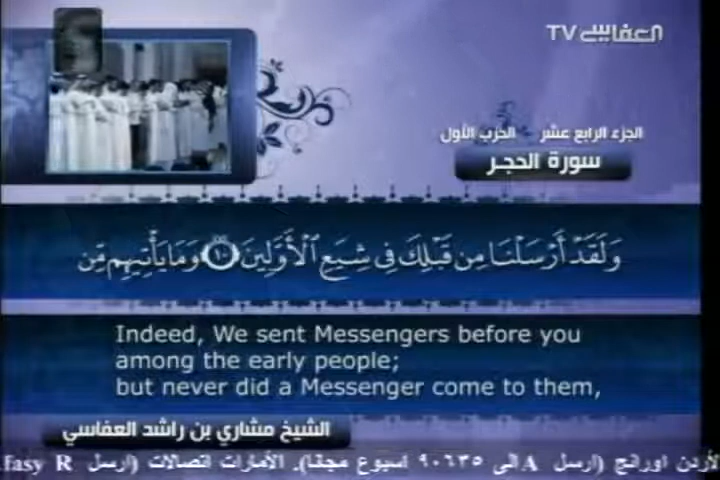 العفاسي TV
الجزء الرابع عشر الحزب الأول
سورة الحجر
وَلَقَدْ أَرْسَلْنَا مِن قَبْلِكَ فِي شِيَعِ الْأَوَّلِينَ ١٠ وَمَا يَأْتِيهِم مِّن
Indeed, We sent Messengers before you
among the early people;
but never did a Messenger come to them,
الشيخ مشاري بن راشد العفاسي
لأردن اورانج (ارسل A الى ٩٠٦٣٥ اسبوع مجانا). الأمارات اتصالات (ارسل fasy R.